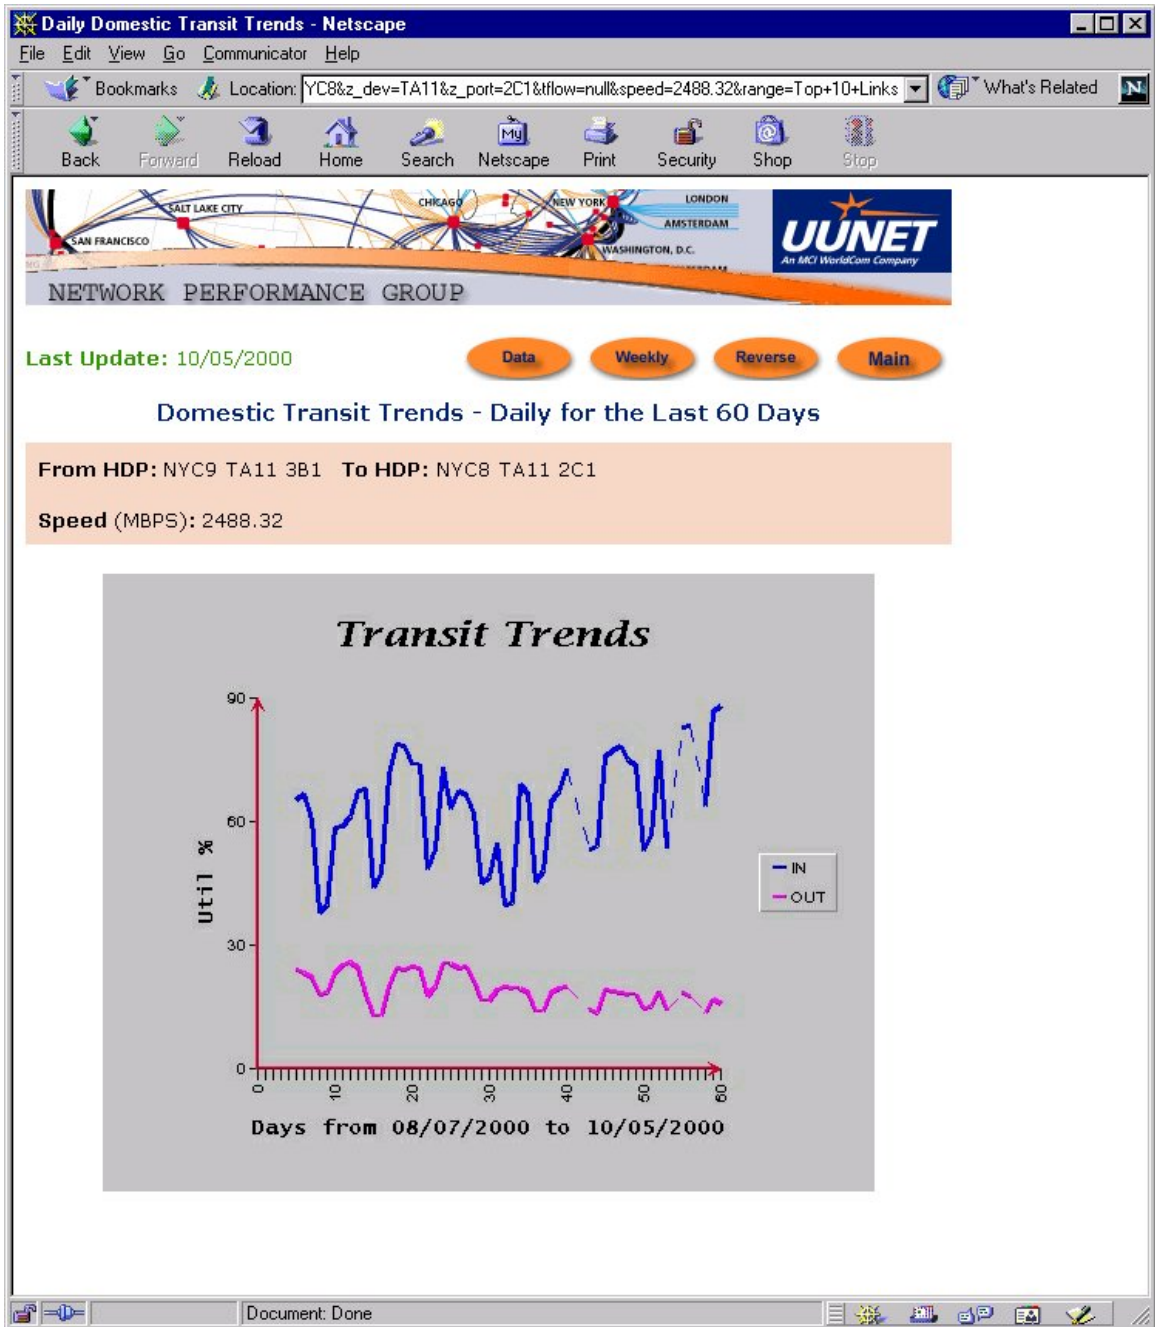 Daily Domestic Transit Trends - Netscape
File Edit View Go Communicator Help
Bookmarks Location: YC8&z_dev=TA11&z_port=2C1&tflow=null&speed=2488.32&range=Top+10+Links What's Related N
Back Forward Reload Home Search Netscape Print Security Shop Stop
My
SALT LAKE CITY CHICAGO NEW YORK LONDON
AMSTERDAM
SAN FRANCISCO WASHINGTON, D.C.
UUNET
An MCI WorldCom Company
NETWORK PERFORMANCE GROUP
Last Update: 10/05/2000 Data Weekly Reverse Main
Domestic Transit Trends - Daily for the Last 60 Days
From HDP: NYC9 TA11 3B1 To HDP: NYC8 TA11 2C1
Speed (MBPS): 2488.32
Transit Trends
90
60
30
0
Util %
IN
OUT
0 10 20 30 40 50 60
Days from 08/07/2000 to 10/05/2000
Document: Done